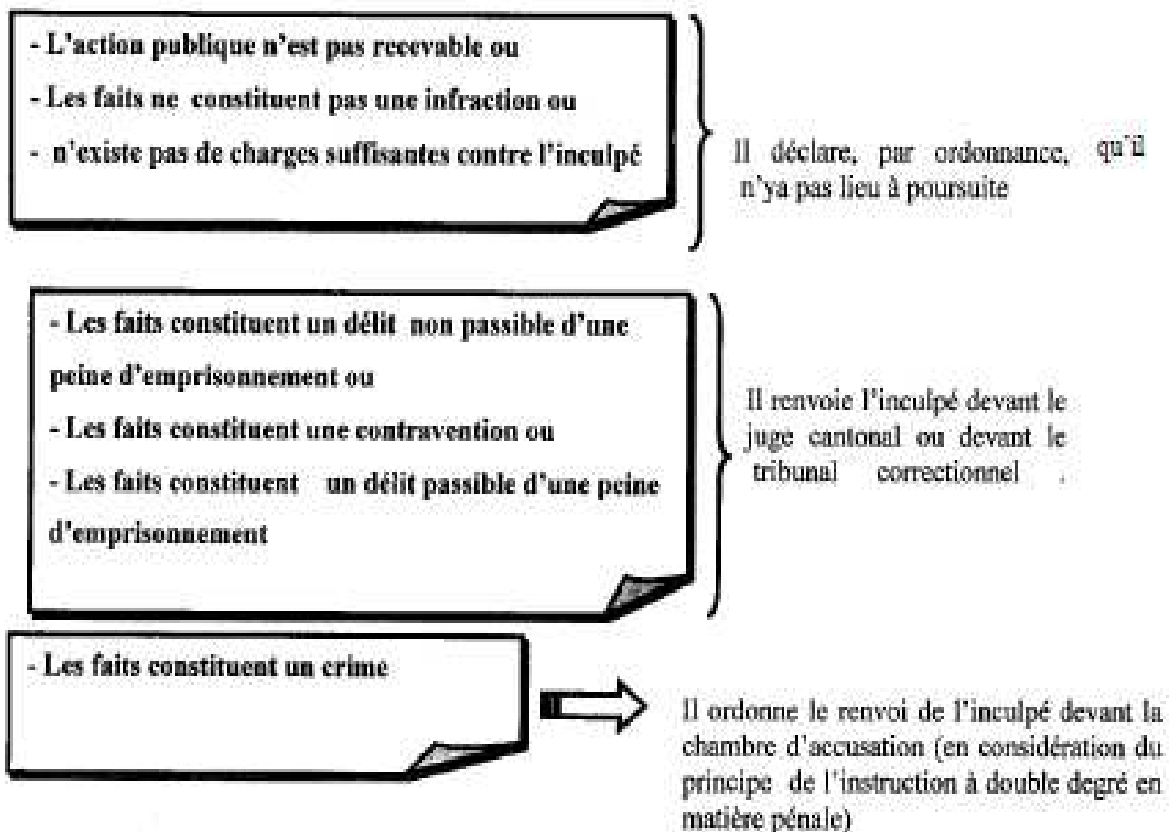 - L'action publique n'est pas recevable ou
- Les faits ne constituent pas une infraction ou
- n'existe pas de charges suffisantes contre l'inculpé
Il déclare, par ordonnance, qu'il
n'ya pas lieu à poursuite
- Les faits constituent un délit non passible d'une
peine d'emprisonnement ou
- Les faits constituent une contravention ou
- Les faits constituent un délit passible d'une peine
d'emprisonnement
Il renvoie l'inculpé devant le
juge cantonal ou devant le
tribunal correctionnel .
- Les faits constituent un crime
Il ordonne le renvoi de l'inculpé devant la
chambre d'accusation (en considération du
principe de l'instruction à double degré en
matière pénale)